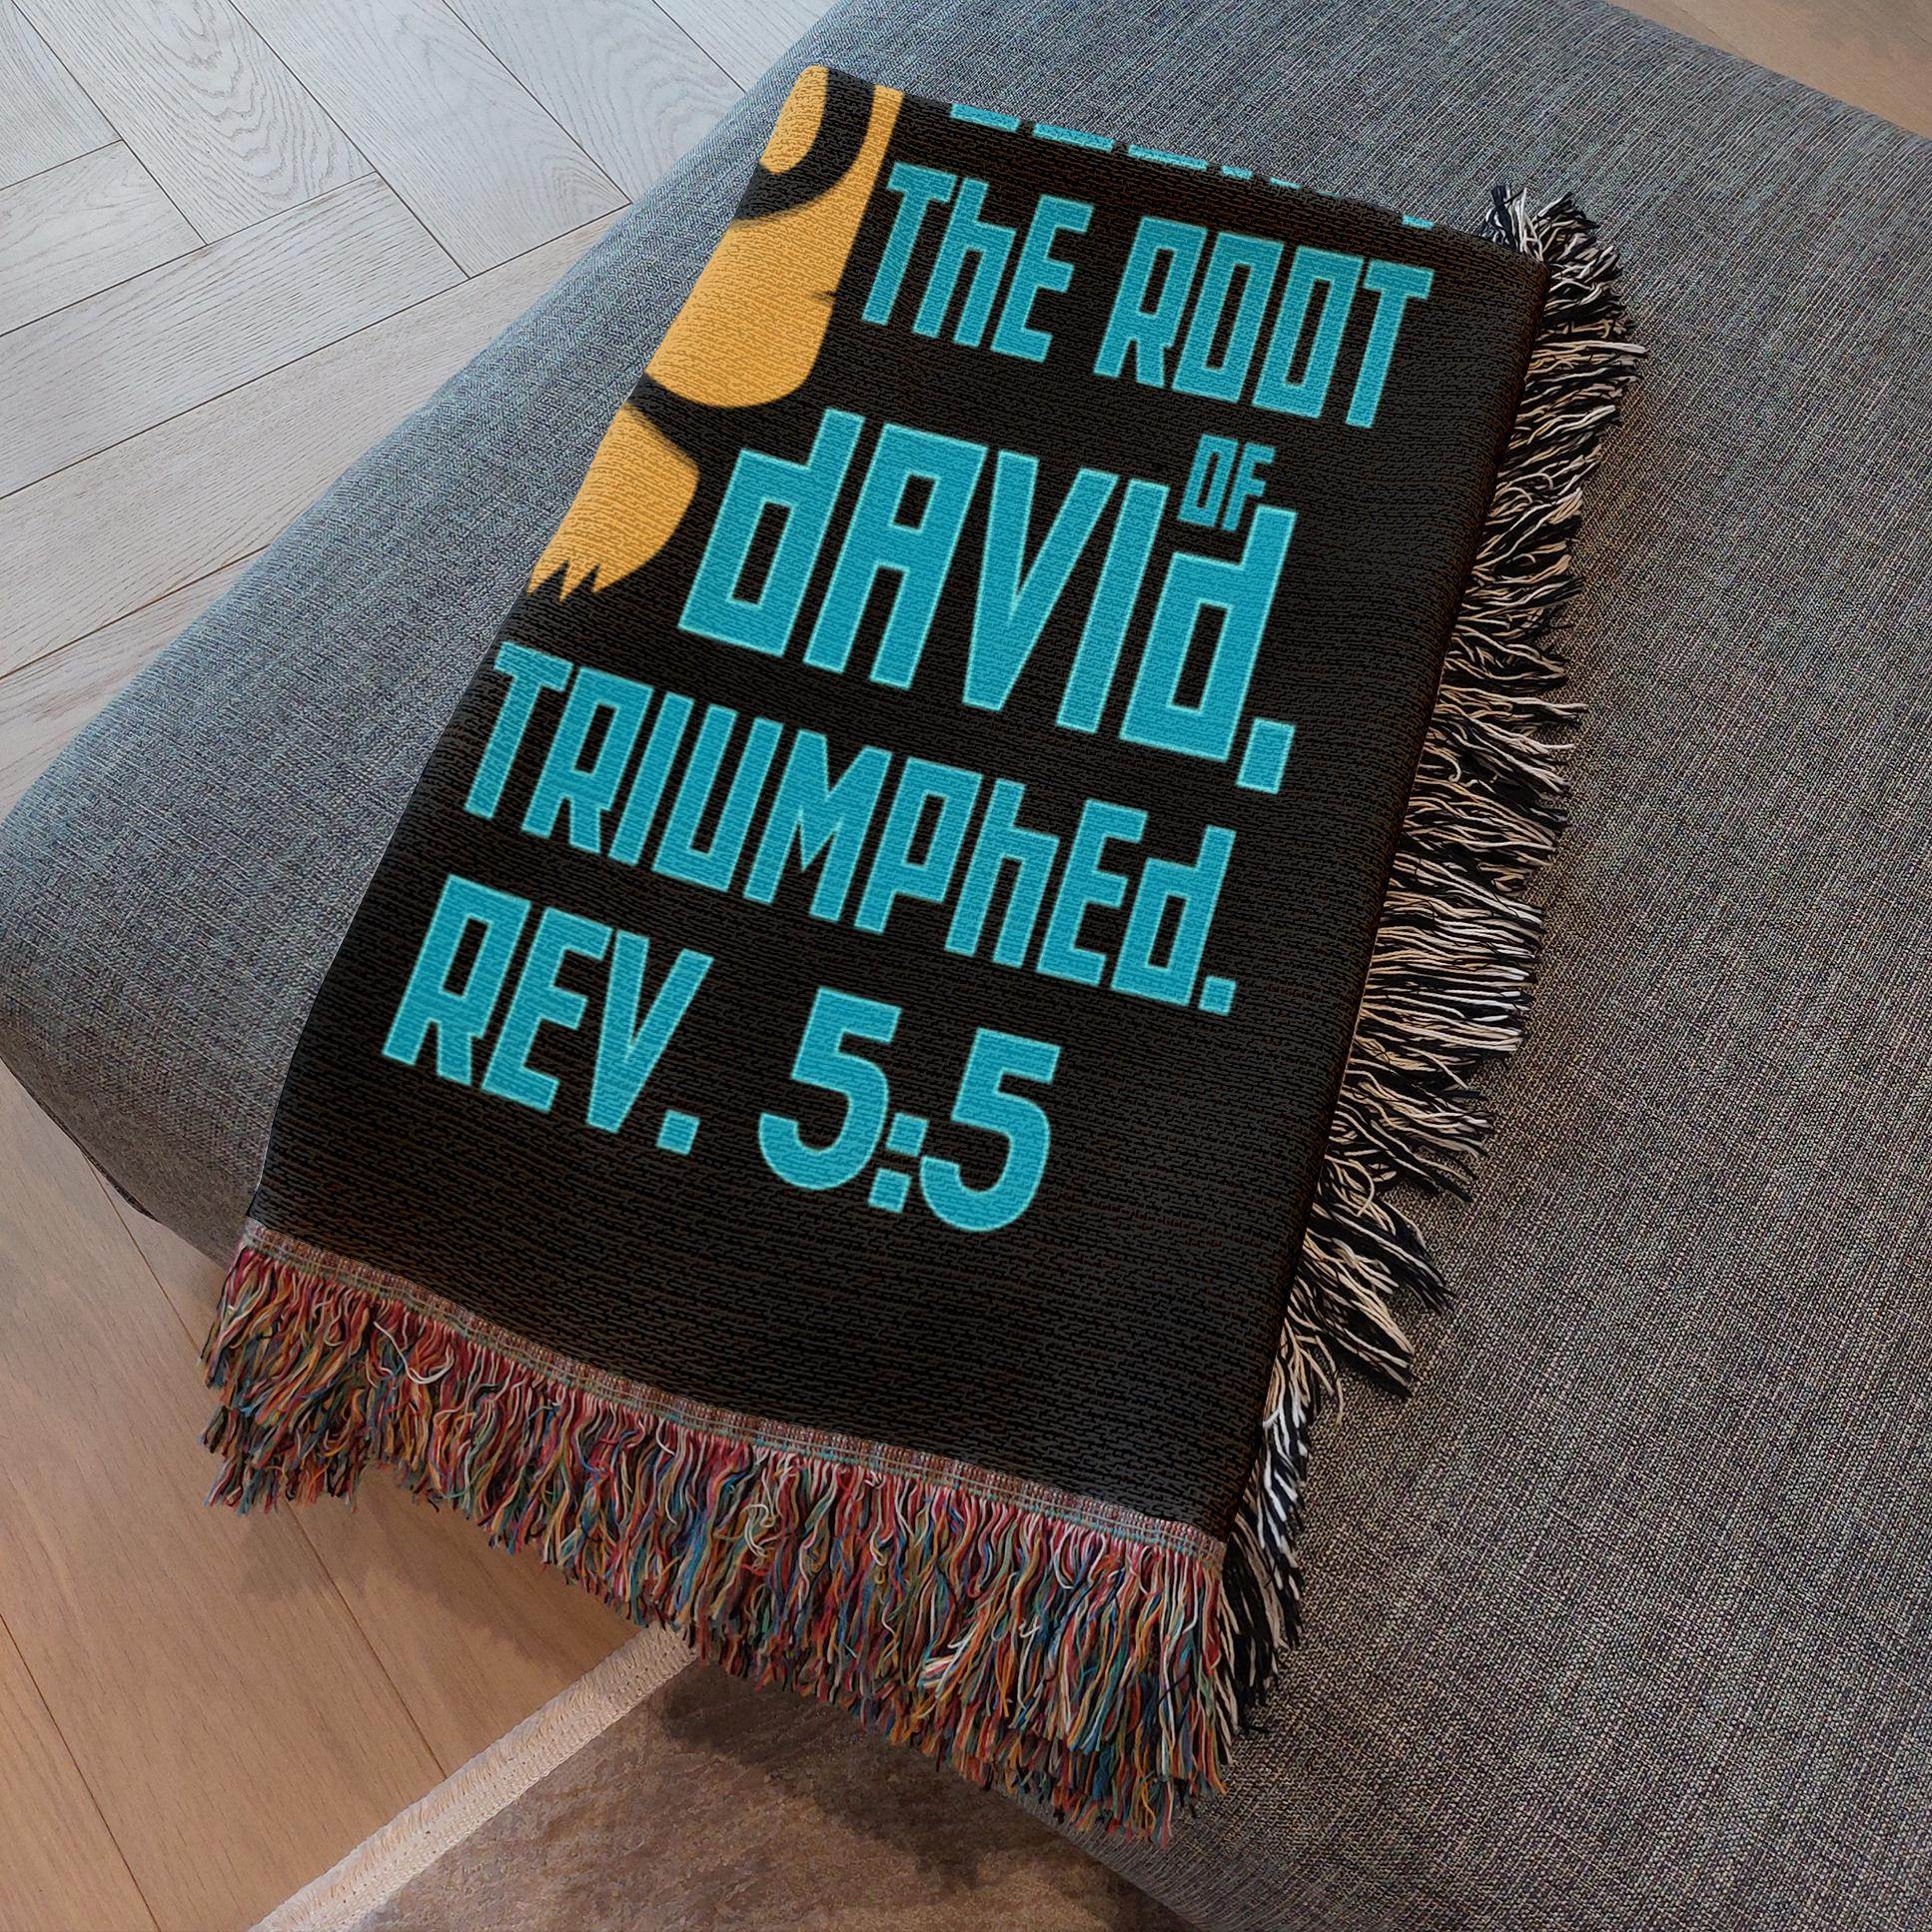 ThE ROOT
OF
dAVId.
TRIUMPhEd.
REV. 5:5